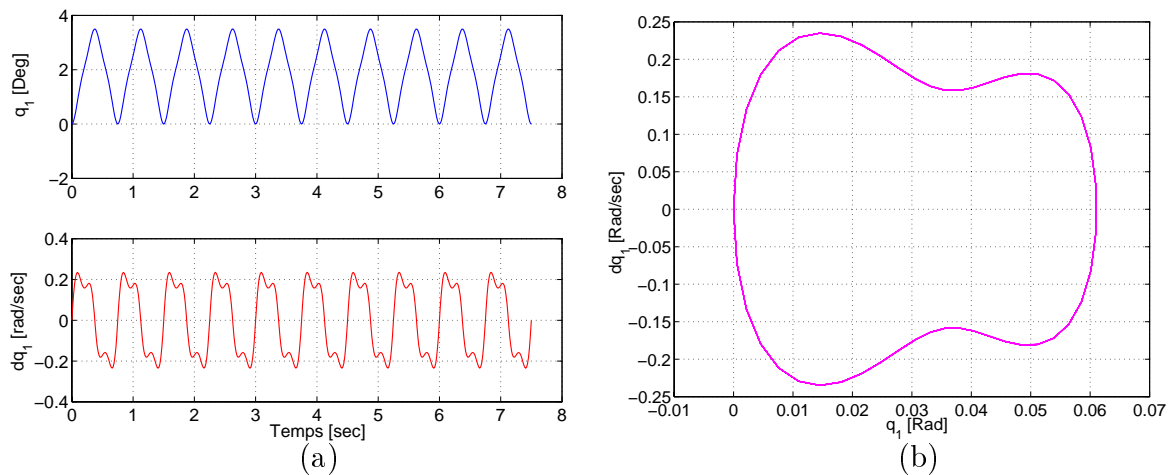 4
2
0
−2
q1 [Deg]
0 1 2 3 4 5 6 7 8
0.4
0.2
0
−0.2
−0.4
dq1 [rad/sec]
0 1 2 3 4 5 6 7 8
Temps [sec]
(a)
0.25
0.2
0.15
0.1
0.05
0
−0.05
−0.1
−0.15
−0.2
−0.25
dq1 [Rad/sec]
−0.01 0 0.01 0.02 0.03 0.04 0.05 0.06 0.07
q1 [Rad]
(b)